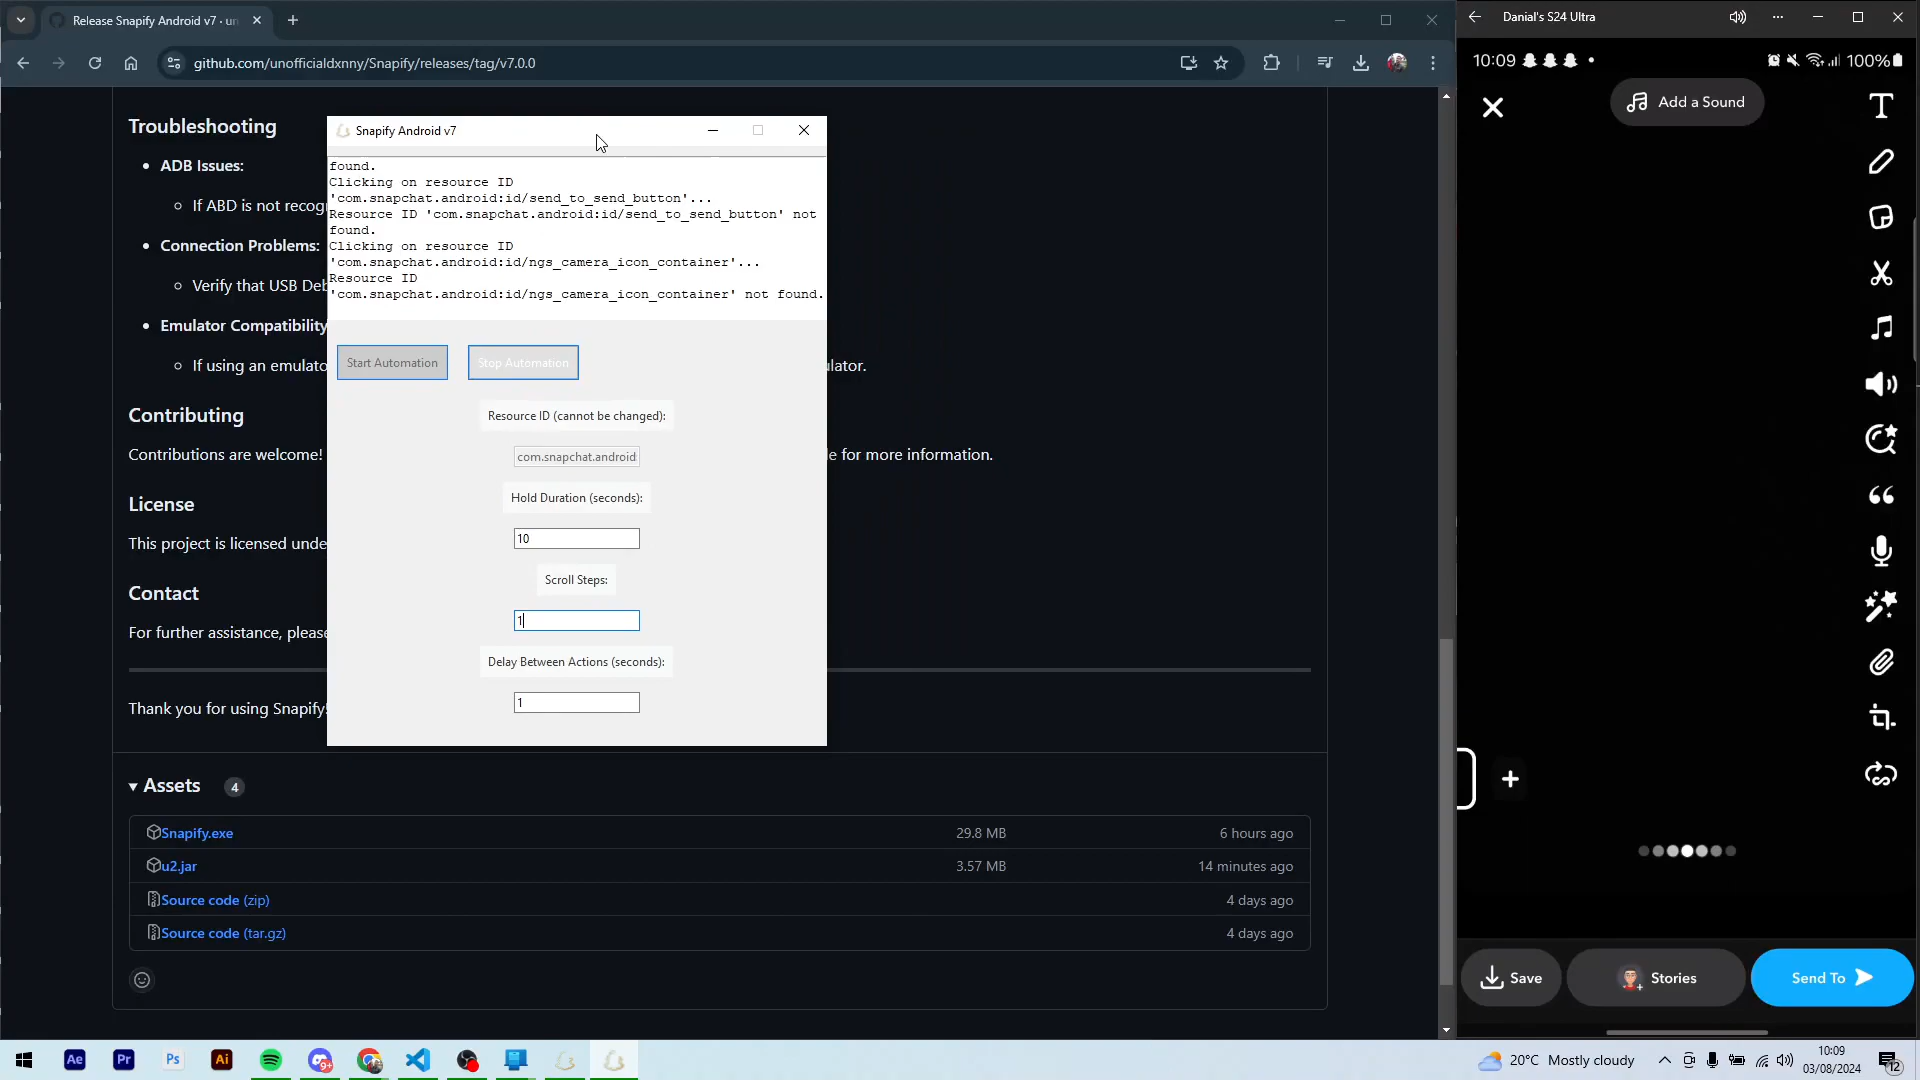 Release Snapify Android v7 · un
Danial's S24 Ultra
github.com/unofficialdxnny/Snapify/releases/tag/v7.0.0
10:09
100%
Add a Sound
Troubleshooting
ADB Issues:
If ABD is not recog
Connection Problems:
Verify that USB Deb
Emulator Compatibility
If using an emulato
ulator.
Contributing
Contributions are welcome!
e for more information.
License
This project is licensed unde
Contact
For further assistance, please
Thank you for using Snapify!
Snapify Android v7
found.
Clicking on resource ID
'com.snapchat.android:id/send_to_send_button'...
Resource ID 'com.snapchat.android:id/send_to_send_button' not
found.
Clicking on resource ID
'com.snapchat.android:id/ngs_camera_icon_container'...
Resource ID
'com.snapchat.android:id/ngs_camera_icon_container' not found.
Start Automation
Stop Automation
Resource ID (cannot be changed):
com.snapchat.android
Hold Duration (seconds):
10
Scroll Steps:
1
Delay Between Actions (seconds):
1
Assets 4
Snapify.exe 29.8 MB 6 hours ago
u2.jar 3.57 MB 14 minutes ago
Source code (zip) 4 days ago
Source code (tar.gz) 4 days ago
Save
Stories
Send To
Ae
Pr
Ps
Ai
9+
20°C Mostly cloudy
10:09
03/08/2024
12